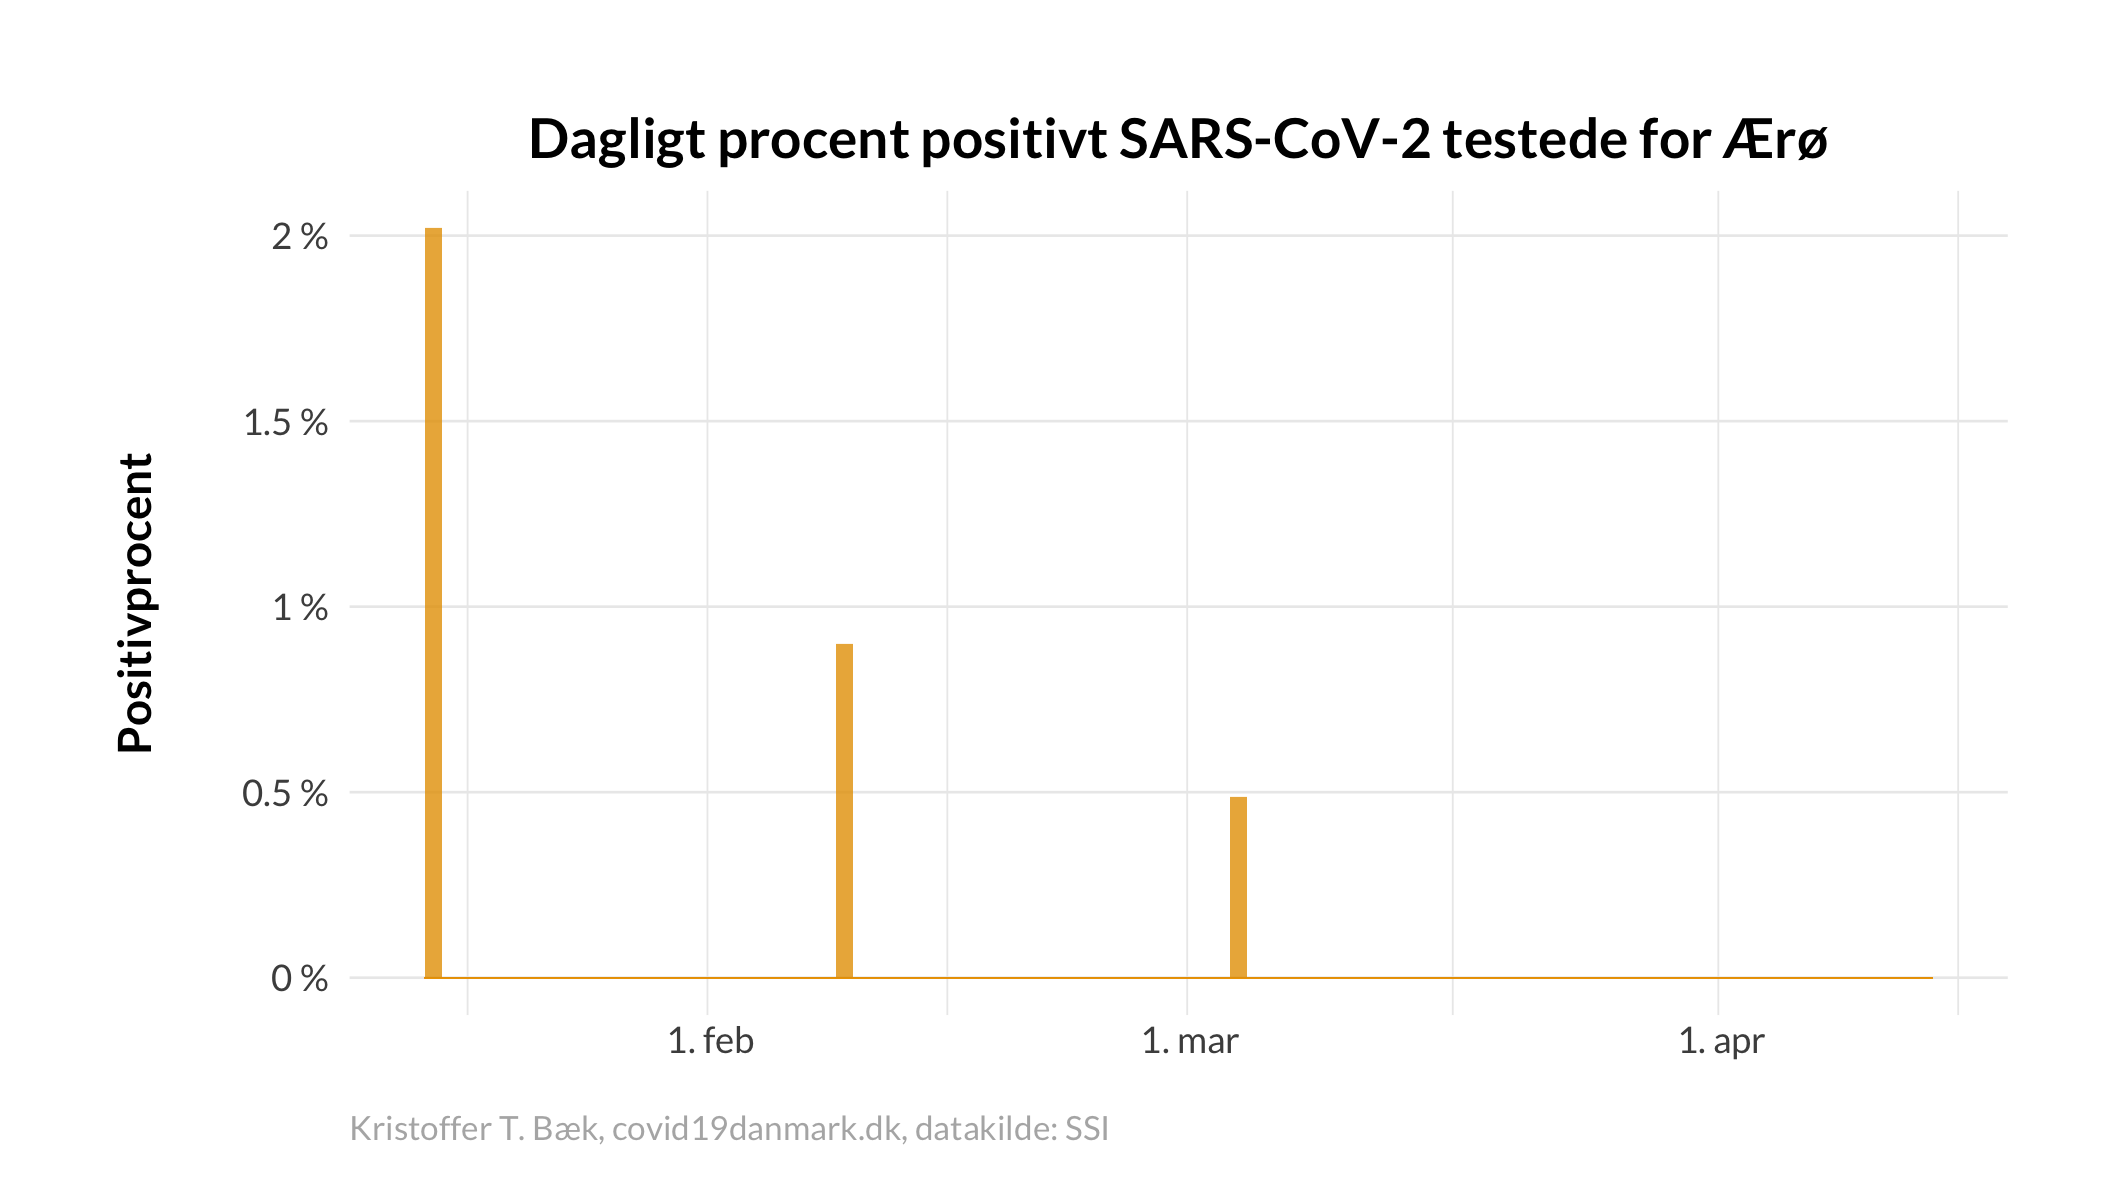 Dagligt procent positivt SARS-CoV-2 testede for Ærø
Positivprocent
2 %
1.5 %
1 %
0.5 %
0 %
1. feb
1. mar
1. apr
Kristoffer T. Bæk, covid19danmark.dk, datakilde: SSI